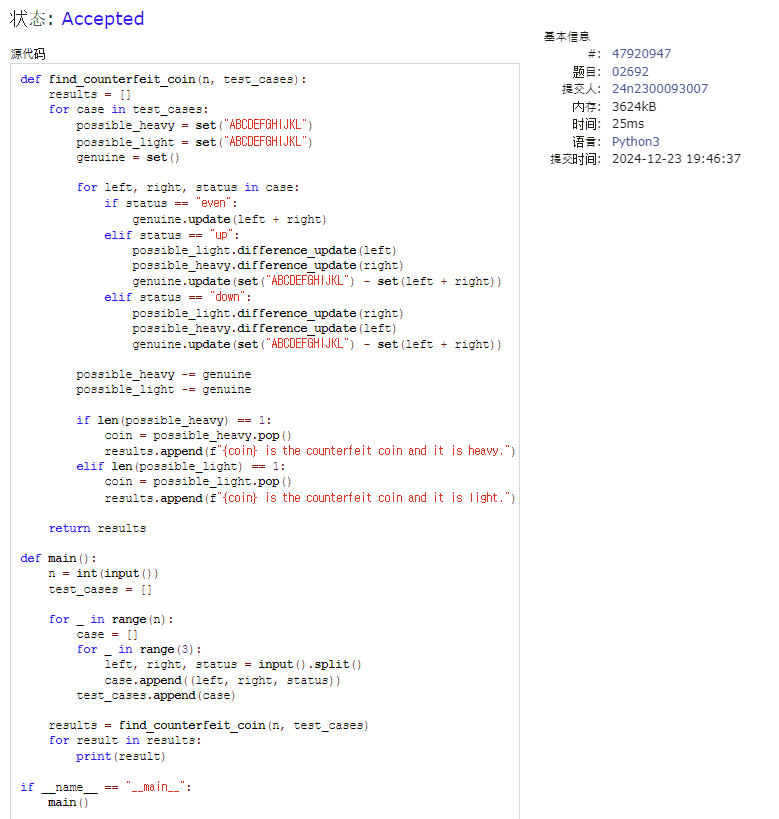 状态: Accepted
源代码
def find_counterfeit_coin(n, test_cases):
    results = []
    for case in test_cases:
        possible_heavy = set("ABCDEFGHIJKL")
        possible_light = set("ABCDEFGHIJKL")
        genuine = set()

        for left, right, status in case:
            if status == "even":
                genuine.update(left + right)
            elif status == "up":
                possible_light.difference_update(left)
                possible_heavy.difference_update(right)
                genuine.update(set("ABCDEFGHIJKL") - set(left + right))
            elif status == "down":
                possible_light.difference_update(right)
                possible_heavy.difference_update(left)
                genuine.update(set("ABCDEFGHIJKL") - set(left + right))

        possible_heavy -= genuine
        possible_light -= genuine

        if len(possible_heavy) == 1:
            coin = possible_heavy.pop()
            results.append(f"{coin} is the counterfeit coin and it is heavy.")
        elif len(possible_light) == 1:
            coin = possible_light.pop()
            results.append(f"{coin} is the counterfeit coin and it is light.")

    return results

def main():
    n = int(input())
    test_cases = []

    for _ in range(n):
        case = []
        for _ in range(3):
            left, right, status = input().split()
            case.append((left, right, status))
        test_cases.append(case)

    results = find_counterfeit_coin(n, test_cases)
    for result in results:
        print(result)

if __name__ == "__main__":
    main()
基本信息
#: 47920947
题目: 02692
提交人: 24n2300093007
内存: 3624kB
时间: 25ms
语言: Python3
提交时间: 2024-12-23 19:46:37